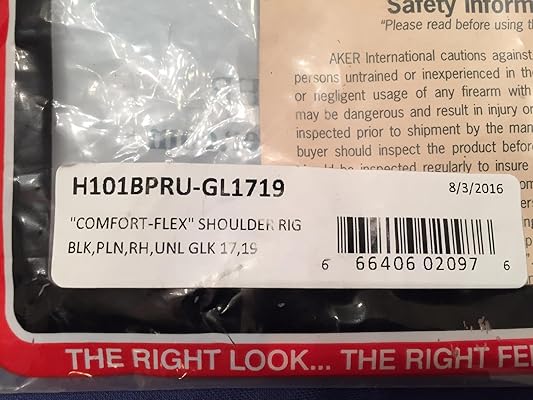 Safety Inform
"Please read before using th
AKER International cautions against
persons untrained or inexperienced in the
or negligent usage of any firearm with
may be dangerous and result in injury or
inspected prior to shipment by the man
buyer should inspect the product before
should be inspected regularly to insure
H101BPRU-GL1719
8/3/2016
"COMFORT-FLEX" SHOULDER RIG
BLK,PLN,RH,UNL GLK 17,19
6 66406 02097 6
THE RIGHT LOOK... THE RIGHT FEE